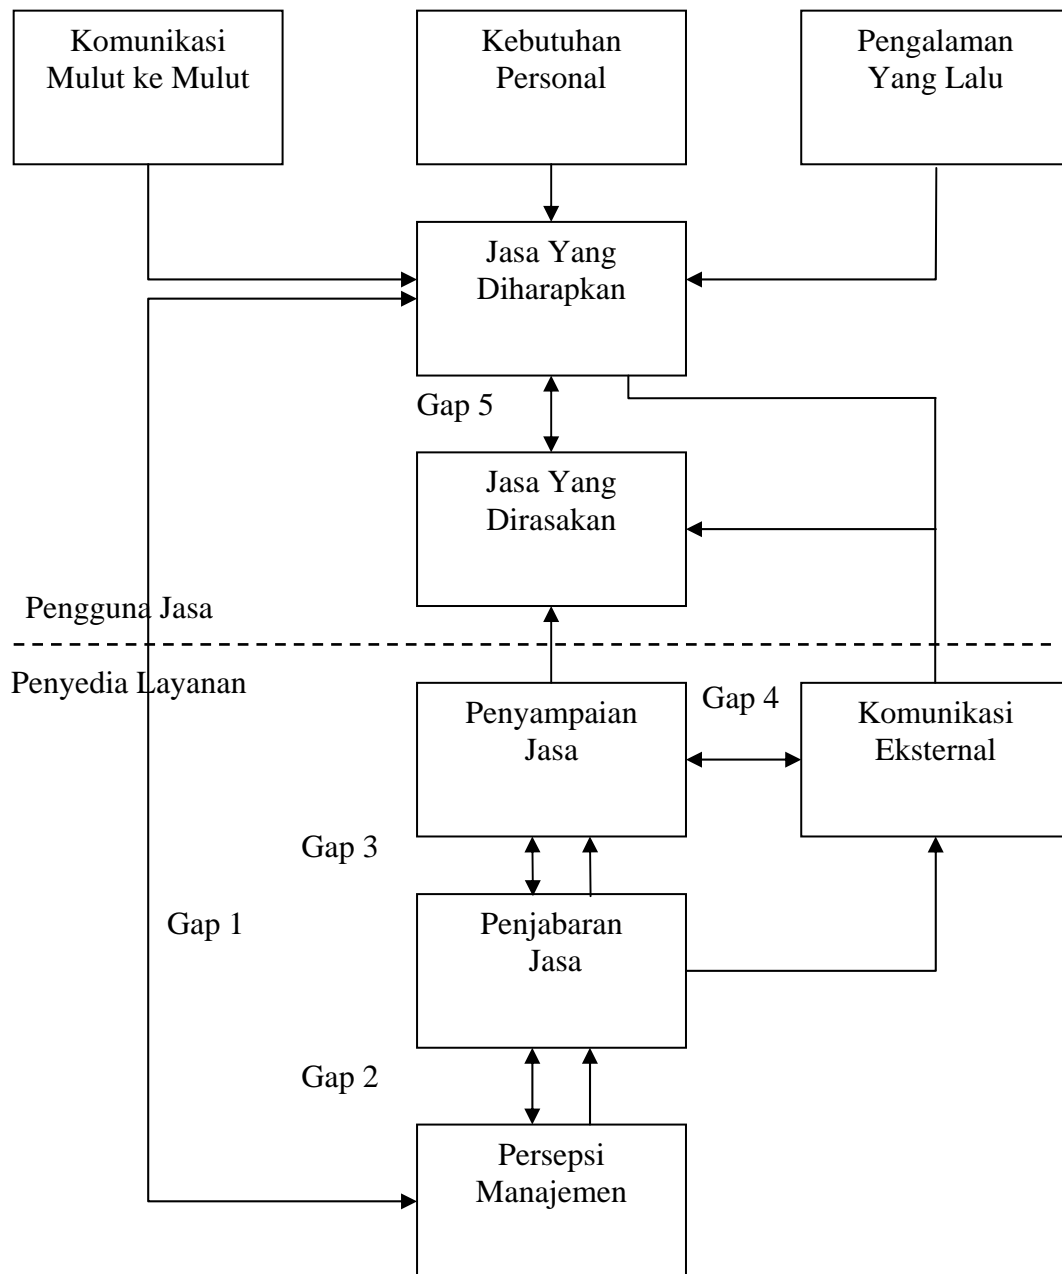 Komunikasi
Mulut ke Mulut
Kebutuhan
Personal
Pengalaman
Yang Lalu
Jasa Yang
Diharapkan
Gap 5
Jasa Yang
Dirasakan
Pengguna Jasa
Penyedia Layanan
Penyampaian
Jasa
Gap 4
Komunikasi
Eksternal
Gap 3
Gap 1
Penjabaran
Jasa
Gap 2
Persepsi
Manajemen